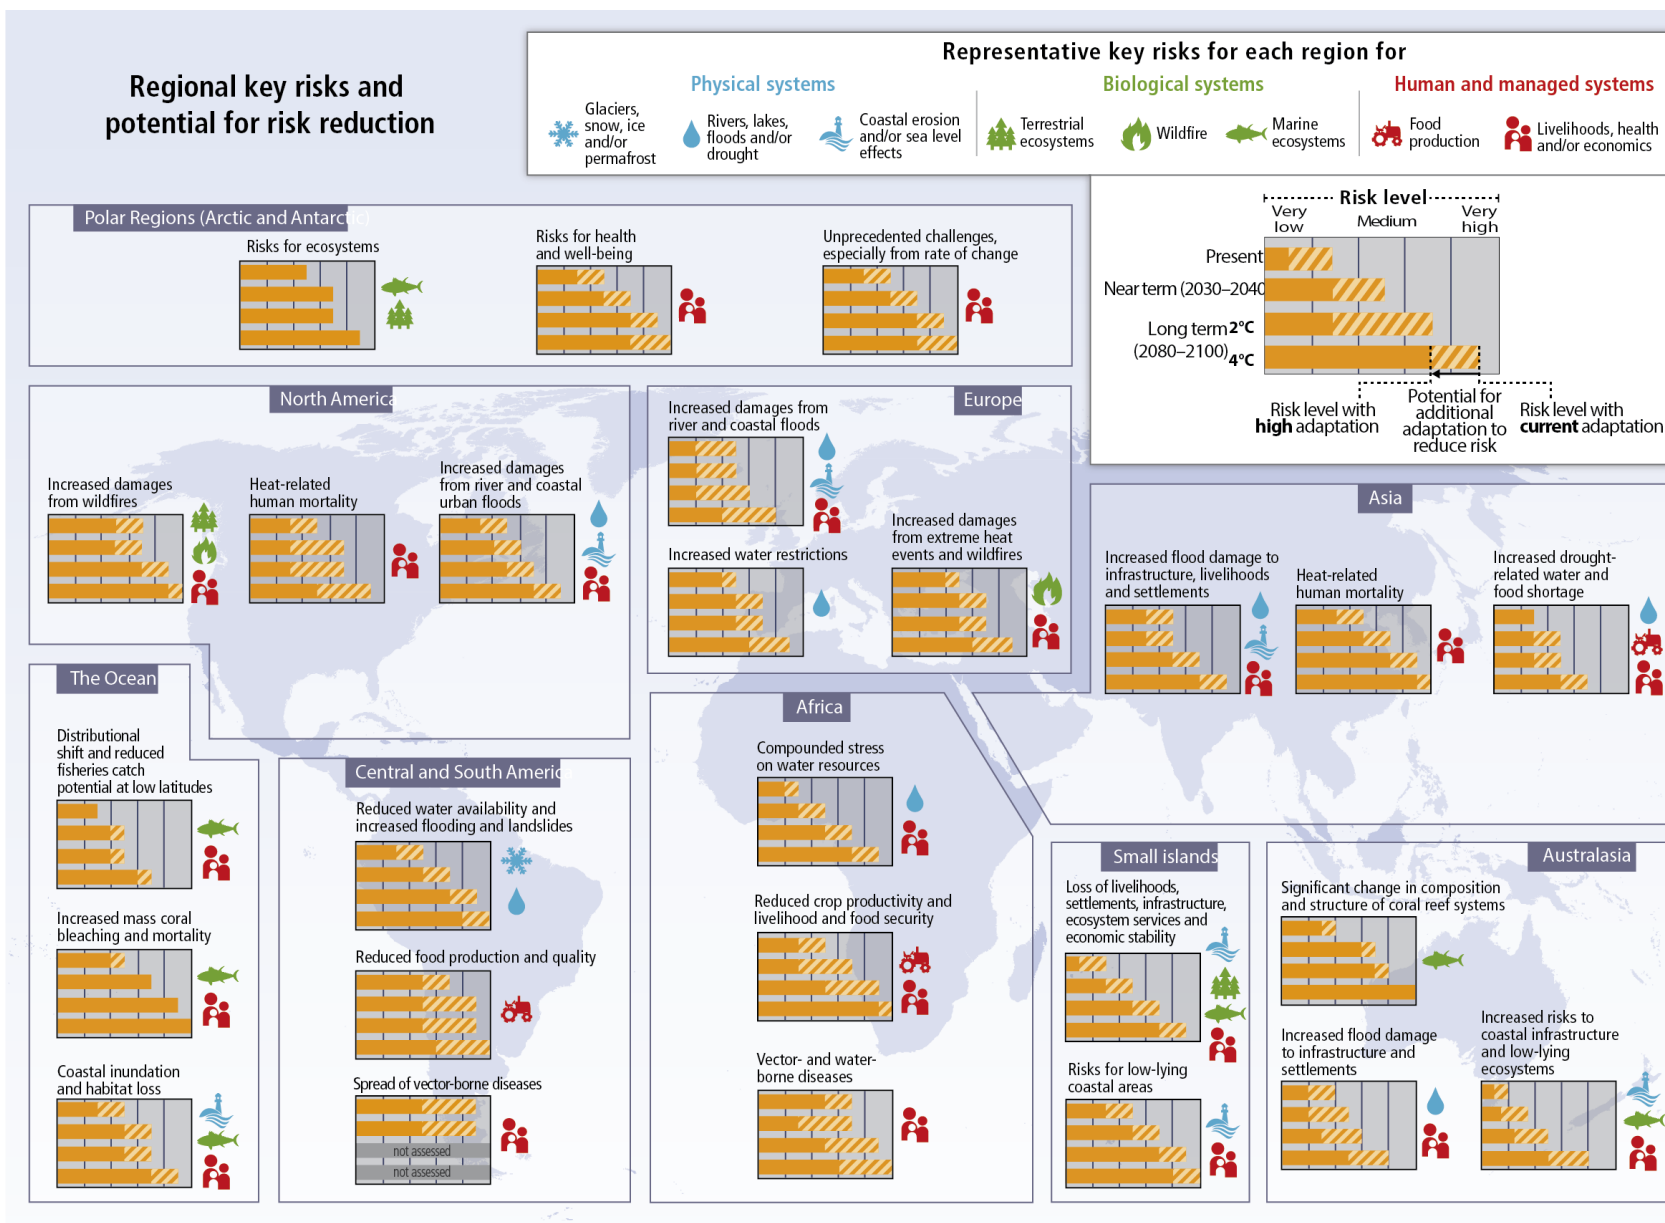 Regional key risks and
potential for risk reduction
Representative key risks for each region for
Physical systems
Biological systems
Human and managed systems
Glaciers,
snow, ice
and/or
permafrost
Rivers, lakes,
floods and/or
drought
Coastal erosion
and/or sea level
effects
Terrestrial
ecosystems
Wildfire
Marine
ecosystems
Food
production
Livelihoods, health
and/or economics
Risk level
Very
low
Medium
Very
high
Present
Near term (2030–2040
Long term 2°C
(2080–2100) 4°C
Risk level with
high adaptation
Potential for
additional
adaptation to
reduce risk
Risk level with
current adaptation
Polar Regions (Arctic and Antarctic)
Risks for ecosystems
Risks for health
and well-being
Unprecedented challenges,
especially from rate of change
North America
Increased damages
from wildfires
Heat-related
human mortality
Increased damages
from river and coastal
urban floods
Europe
Increased damages from
river and coastal floods
Increased water restrictions
Increased damages
from extreme heat
events and wildfires
Asia
Increased flood damage to
infrastructure, livelihoods
and settlements
Heat-related
human mortality
Increased drought-
related water and
food shortage
The Ocean
Distributional
shift and reduced
fisheries catch
potential at low latitudes
Increased mass coral
bleaching and mortality
Coastal inundation
and habitat loss
Central and South America
Reduced water availability and
increased flooding and landslides
Reduced food production and quality
Spread of vector-borne diseases
not assessed
not assessed
Africa
Compounded stress
on water resources
Reduced crop productivity and
livelihood and food security
Vector- and water-
borne diseases
Small islands
Loss of livelihoods,
settlements, infrastructure,
ecosystem services and
economic stability
Risks for low-lying
coastal areas
Australasia
Significant change in composition
and structure of coral reef systems
Increased flood damage
to infrastructure and
settlements
Increased risks to
coastal infrastructure
and low-lying
ecosystems